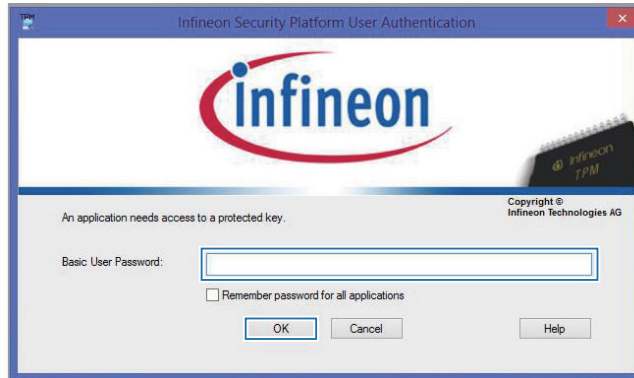 TPM
Infineon Security Platform User Authentication
infineon
infineon
TPM
Copyright ©
Infineon Technologies AG
An application needs access to a protected key.
Basic User Password:
Remember password for all applications
OK
Cancel
Help